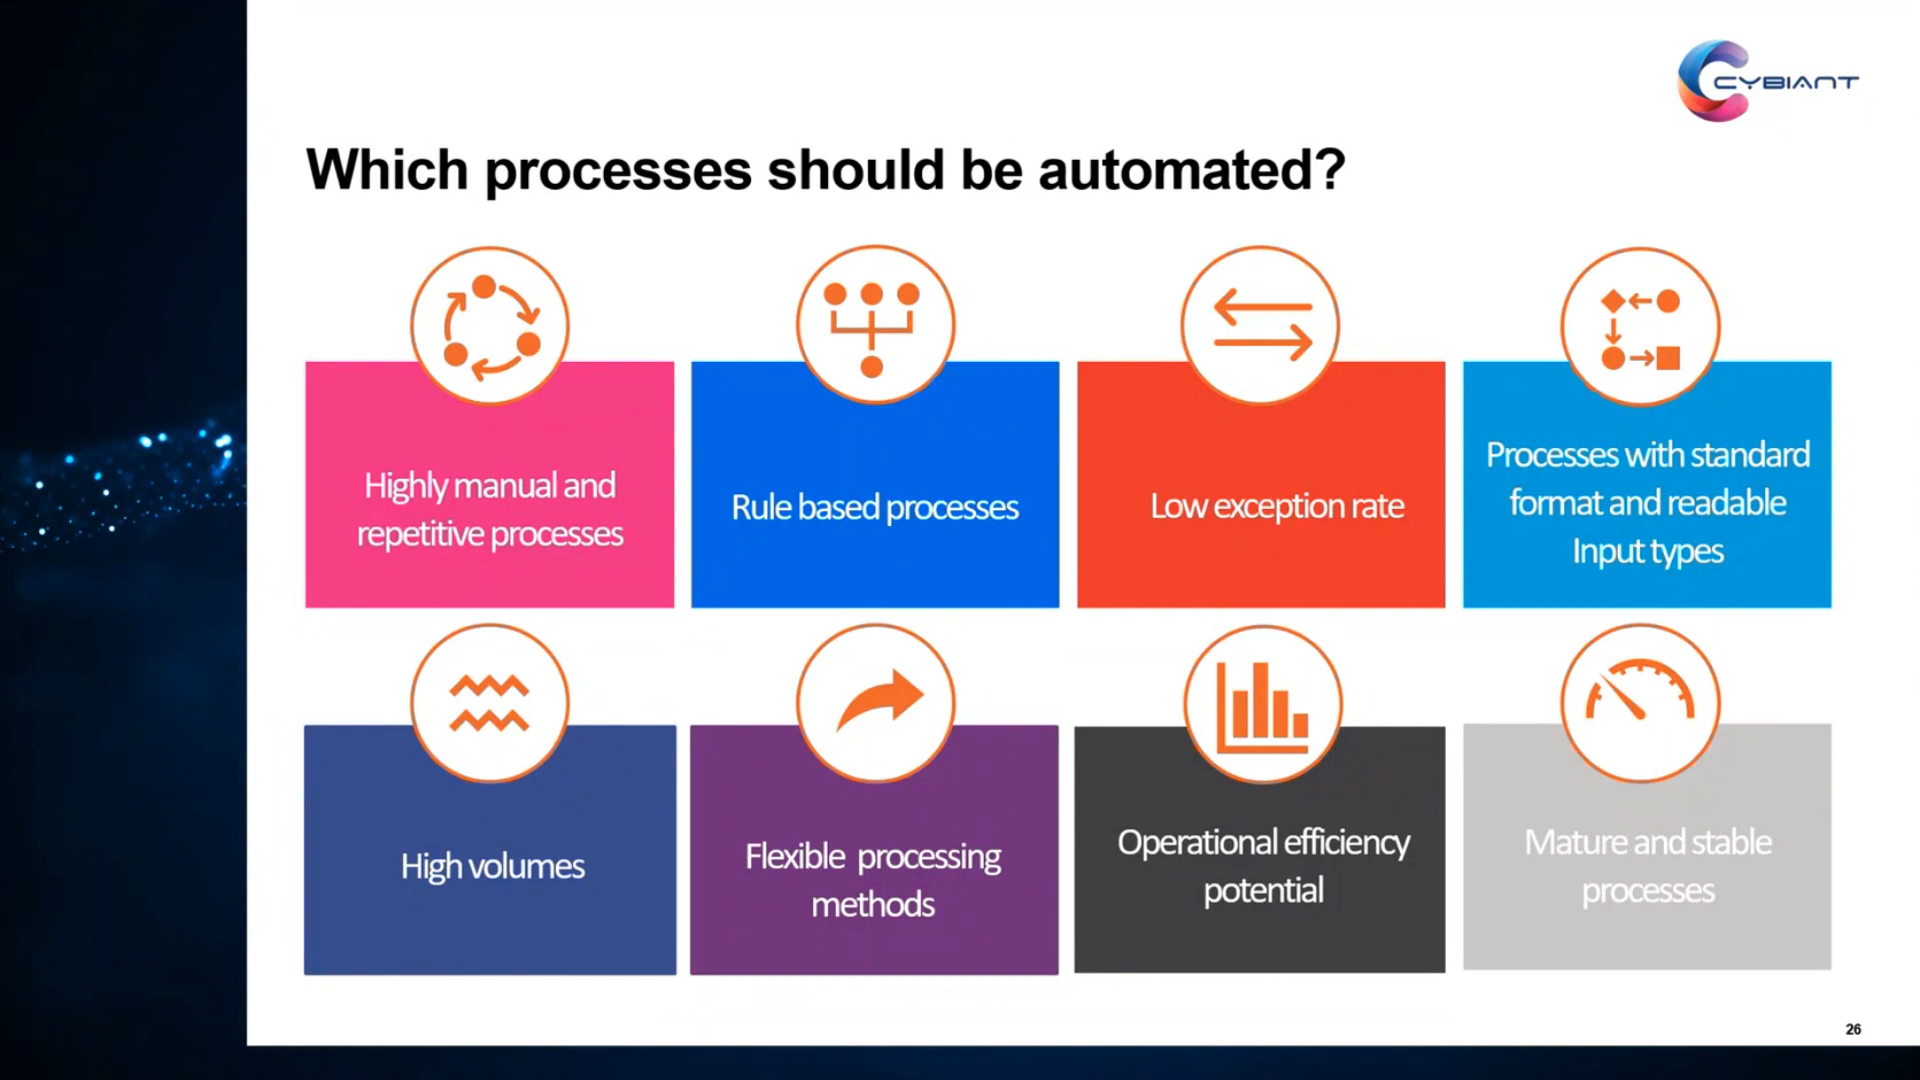 CYBIANT
Which processes should be automated?
Highly manual and
repetitive processes
Rule based processes
Low exception rate
Processes with standard
format and readable
Input types
High volumes
Flexible processing
methods
Operational efficiency
potential
Mature and stable
processes
26